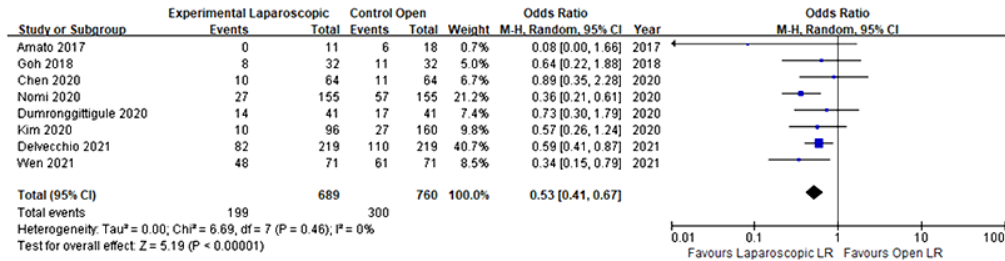 Experimental Laparoscopic Control Open Odds Ratio Odds Ratio
Study or Subgroup Events Total Events Total Weight M-H, Random, 95% CI Year M-H, Random, 95% CI
Amato 2017 0 11 6 18 0.7% 0.08 [0.00, 1.66] 2017
Goh 2018 8 32 11 32 5.0% 0.64 [0.22, 1.88] 2018
Chen 2020 10 64 11 64 6.7% 0.89 [0.35, 2.28] 2020
Nomi 2020 27 155 57 155 21.2% 0.36 [0.21, 0.61] 2020
Dumronggittigule 2020 14 41 17 41 7.4% 0.73 [0.30, 1.79] 2020
Kim 2020 10 96 27 160 9.8% 0.57 [0.26, 1.24] 2020
Delvecchio 2021 82 219 110 219 40.7% 0.59 [0.41, 0.87] 2021
Wen 2021 48 71 61 71 8.5% 0.34 [0.15, 0.79] 2021
Total (95% CI) 689 760 100.0% 0.53 [0.41, 0.67]
Total events 199 300
Heterogeneity: Tau² = 0.00; Chi² = 6.69, df = 7 (P = 0.46); I² = 0%
Test for overall effect: Z = 5.19 (P < 0.00001)
0.01 0.1 1 10 100
Favours Laparoscopic LR Favours Open LR